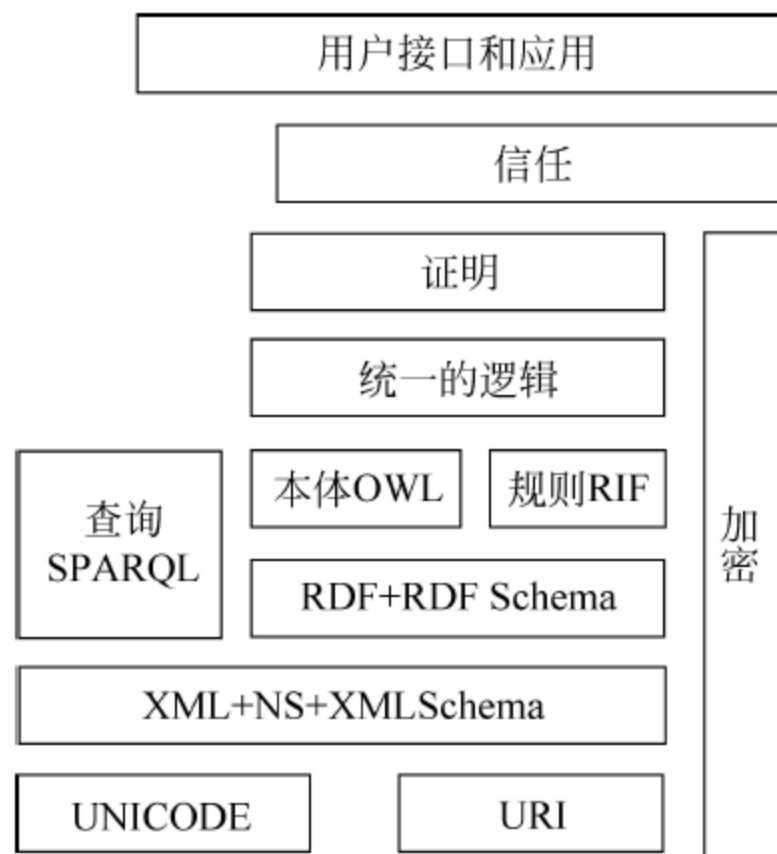 用户接口和应用
信任
证明
统一的逻辑
查询
SPARQL
本体OWL
规则RIF
RDF+RDF Schema
XML+NS+XMLSchema
UNICODE
URI
加
密